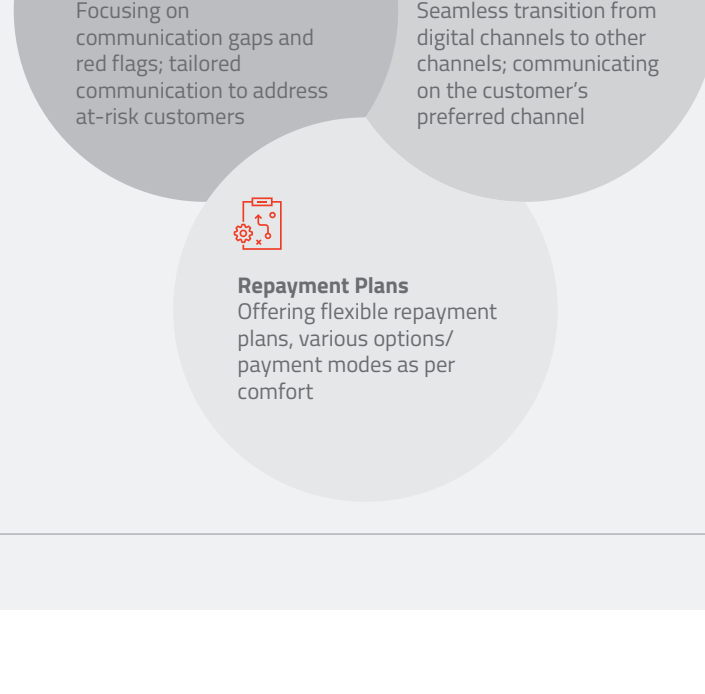 Focusing on
communication gaps and
red flags; tailored
communication to address
at-risk customers
Seamless transition from
digital channels to other
channels; communicating
on the customer’s
preferred channel
Repayment Plans
Offering flexible repayment
plans, various options/
payment modes as per
comfort